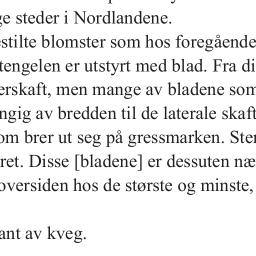 ge steder i Nordlandene.
stilte blomster som hos foregående
tengelen er utstyrt med blad. Fra di
erskaft, men mange av bladene som
ngig av bredden til de laterale skaft
om brer ut seg på gressmarken. Sten
ret. Disse [bladene] er dessuten næ
oversiden hos de største og minste,
ant av kveg.